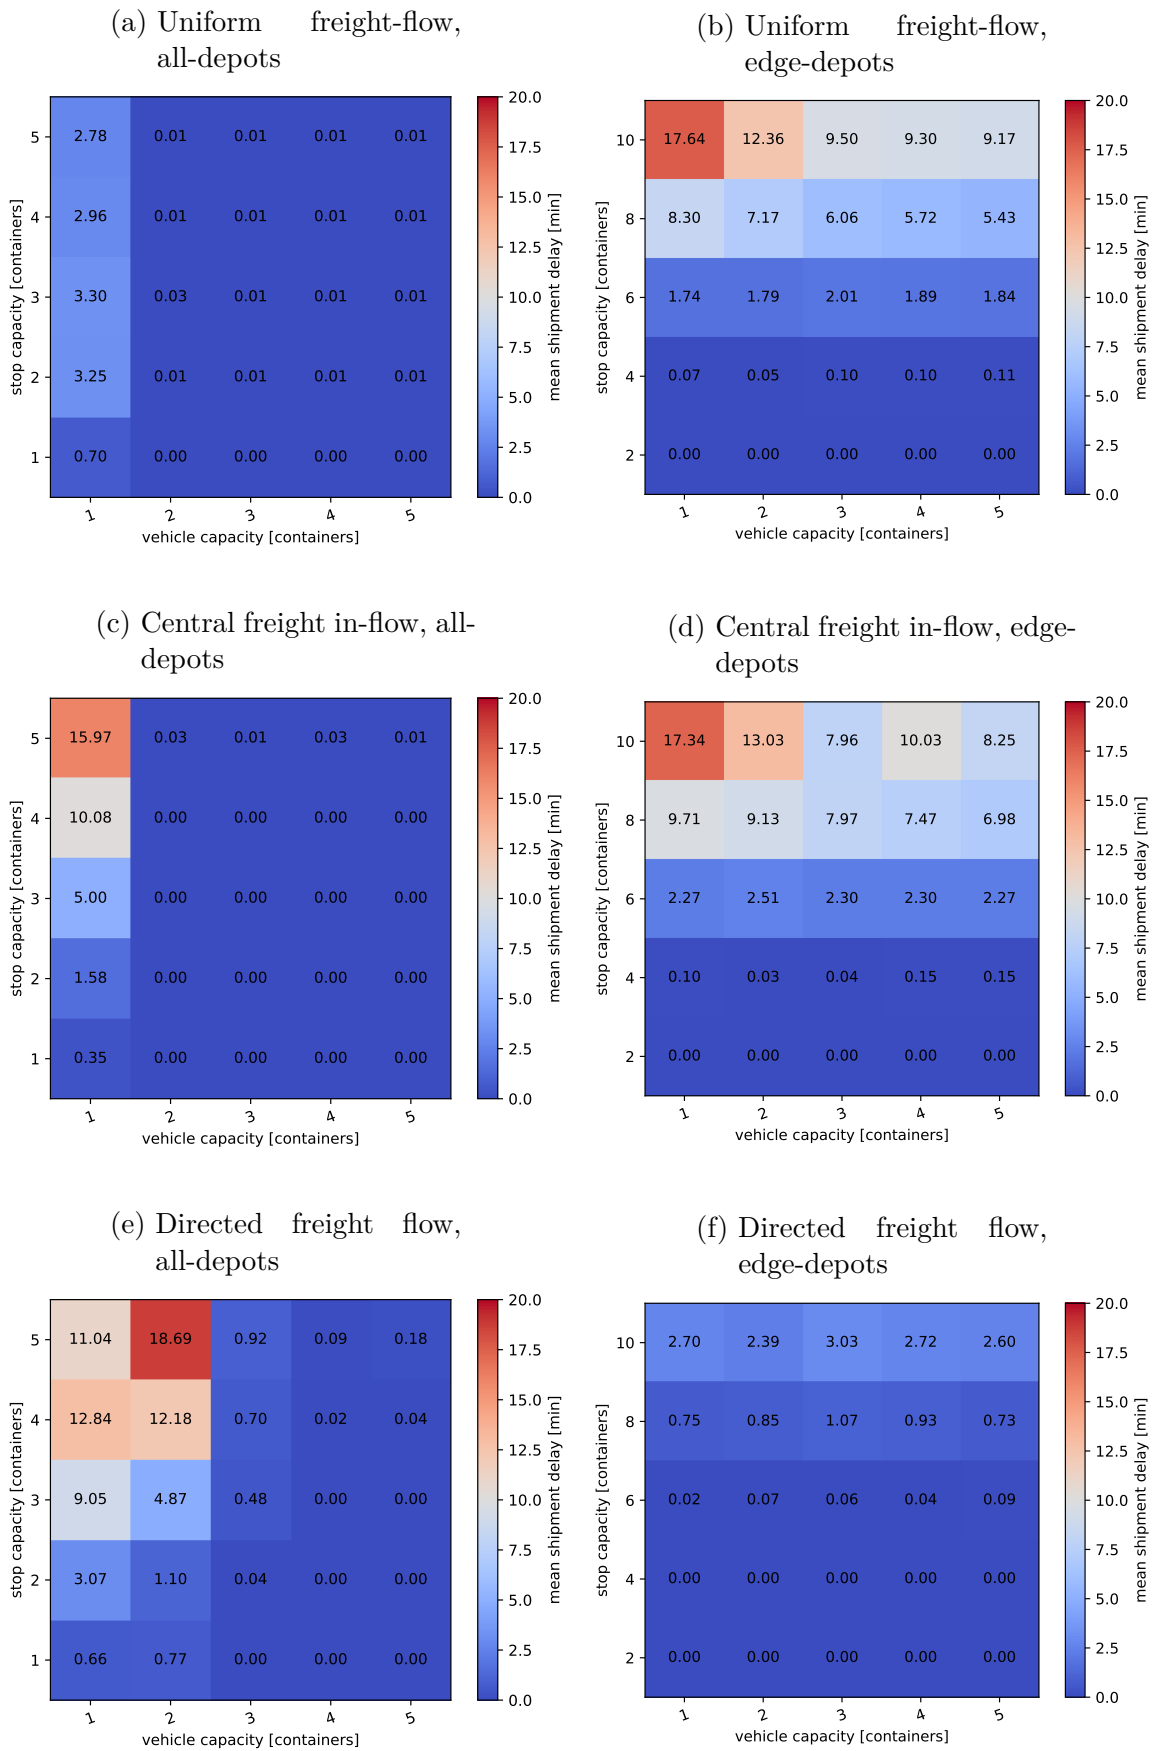 (a) Uniform freight-flow,
all-depots
5 2.78 0.01 0.01 0.01 0.01
4 2.96 0.01 0.01 0.01 0.01
3 3.30 0.03 0.01 0.01 0.01
2 3.25 0.01 0.01 0.01 0.01
1 0.70 0.00 0.00 0.00 0.00
1 2 3 4 5
vehicle capacity [containers]
stop capacity [containers]
20.0
17.5
15.0
12.5
10.0
7.5
5.0
2.5
0.0
mean shipment delay [min]
(b) Uniform freight-flow,
edge-depots
10 17.64 12.36 9.50 9.30 9.17
8 8.30 7.17 6.06 5.72 5.43
6 1.74 1.79 2.01 1.89 1.84
4 0.07 0.05 0.10 0.10 0.11
2 0.00 0.00 0.00 0.00 0.00
1 2 3 4 5
vehicle capacity [containers]
stop capacity [containers]
20.0
17.5
15.0
12.5
10.0
7.5
5.0
2.5
0.0
mean shipment delay [min]
(c) Central freight in-flow, all-
depots
5 15.97 0.03 0.01 0.03 0.01
4 10.08 0.00 0.00 0.00 0.00
3 5.00 0.00 0.00 0.00 0.00
2 1.58 0.00 0.00 0.00 0.00
1 0.35 0.00 0.00 0.00 0.00
1 2 3 4 5
vehicle capacity [containers]
stop capacity [containers]
20.0
17.5
15.0
12.5
10.0
7.5
5.0
2.5
0.0
mean shipment delay [min]
(d) Central freight in-flow, edge-
depots
10 17.34 13.03 7.96 10.03 8.25
8 9.71 9.13 7.97 7.47 6.98
6 2.27 2.51 2.30 2.30 2.27
4 0.10 0.03 0.04 0.15 0.15
2 0.00 0.00 0.00 0.00 0.00
1 2 3 4 5
vehicle capacity [containers]
stop capacity [containers]
20.0
17.5
15.0
12.5
10.0
7.5
5.0
2.5
0.0
mean shipment delay [min]
(e) Directed freight flow,
all-depots
5 11.04 18.69 0.92 0.09 0.18
4 12.84 12.18 0.70 0.02 0.04
3 9.05 4.87 0.48 0.00 0.00
2 3.07 1.10 0.04 0.00 0.00
1 0.66 0.77 0.00 0.00 0.00
1 2 3 4 5
vehicle capacity [containers]
stop capacity [containers]
20.0
17.5
15.0
12.5
10.0
7.5
5.0
2.5
0.0
mean shipment delay [min]
(f) Directed freight flow,
edge-depots
10 2.70 2.39 3.03 2.72 2.60
8 0.75 0.85 1.07 0.93 0.73
6 0.02 0.07 0.06 0.04 0.09
4 0.00 0.00 0.00 0.00 0.00
2 0.00 0.00 0.00 0.00 0.00
1 2 3 4 5
vehicle capacity [containers]
stop capacity [containers]
20.0
17.5
15.0
12.5
10.0
7.5
5.0
2.5
0.0
mean shipment delay [min]